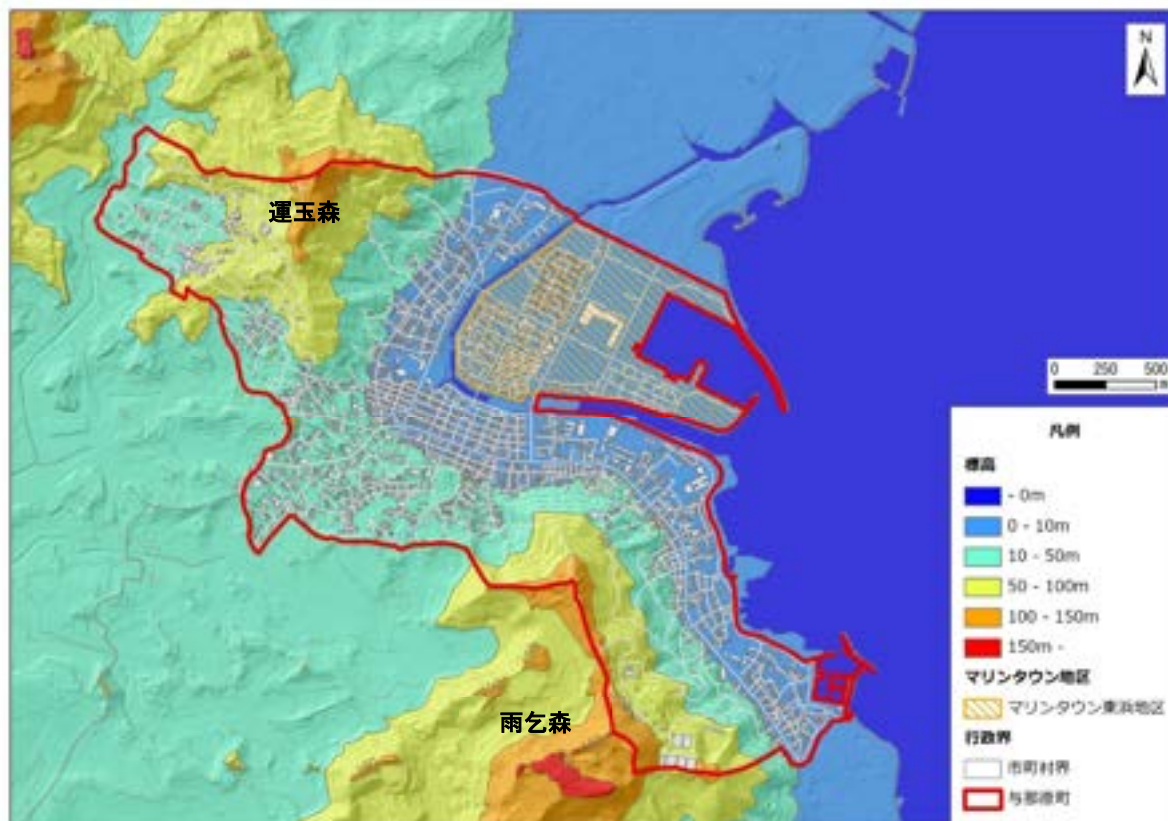 N
運玉森
0 250 500
m
凡例
標高
- 0m
0 - 10m
10 - 50m
50 - 100m
100 - 150m
150m -
マリンタウン地区
マリンタウン東浜地区
行政界
市町村界
与那原町
雨乞森